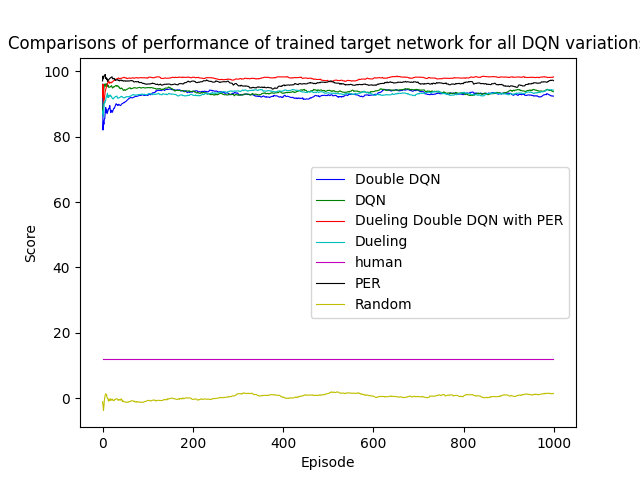 Comparisons of performance of trained target network for all DQN variation
Score
100
80
60
40
20
0
Double DQN
DQN
Dueling Double DQN with PER
Dueling
human
PER
Random
0 200 400 600 800 1000
Episode